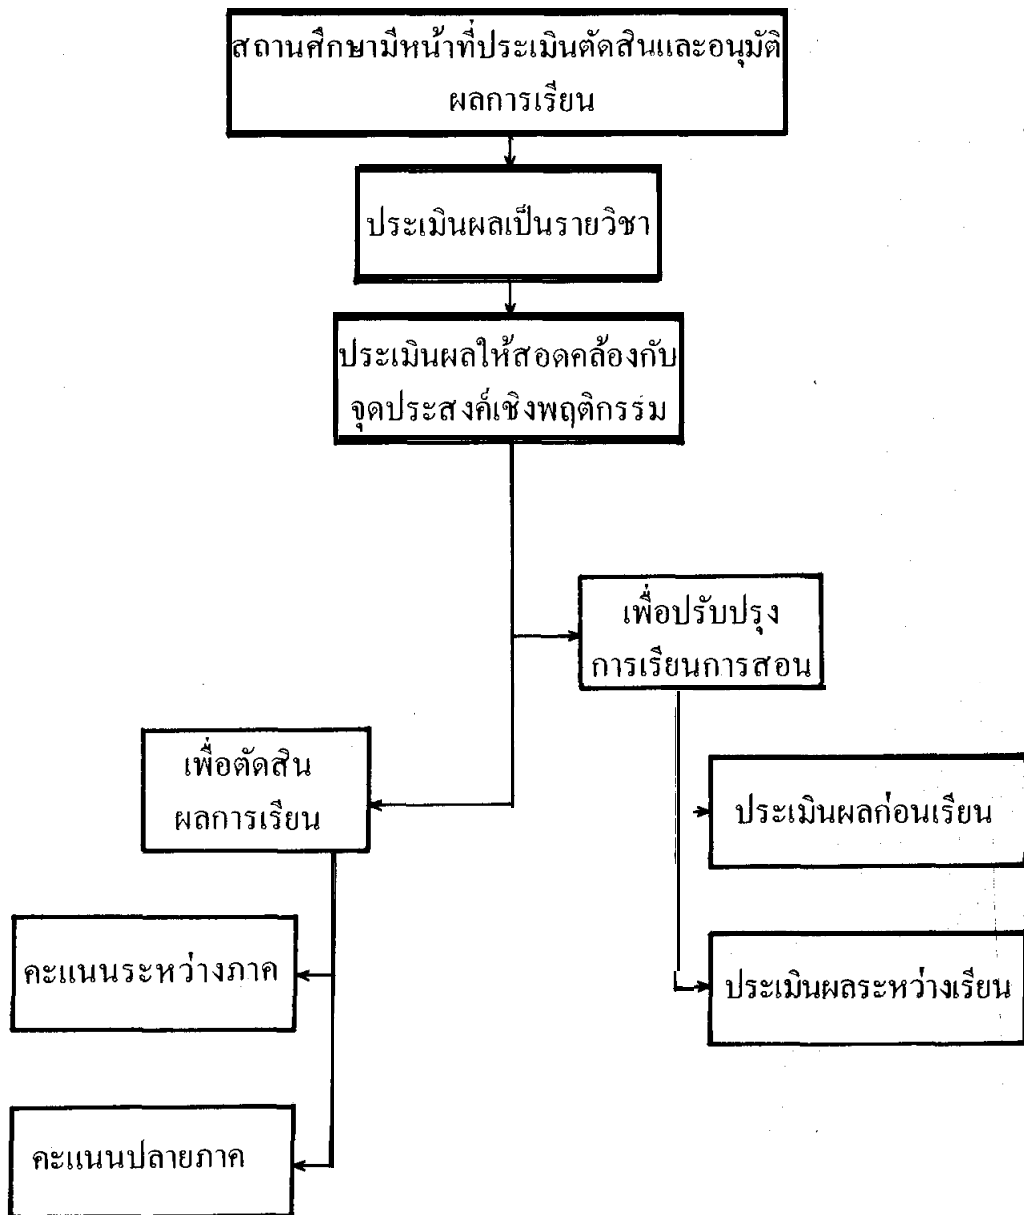 สถานศึกษามีหน้าที่ประเมินตัดสินและอนุมัติ
ผลการเรียน
ประเมินผลเป็นรายวิชา
ประเมินผลให้สอดคล้องกับ
จุดประสงค์เชิงพฤติกรรม
เพื่อปรับปรุง
การเรียนการสอน
เพื่อตัดสิน
ผลการเรียน
ประเมินผลก่อนเรียน
คะแนนระหว่างภาค
ประเมินผลระหว่างเรียน
คะแนนปลายภาค